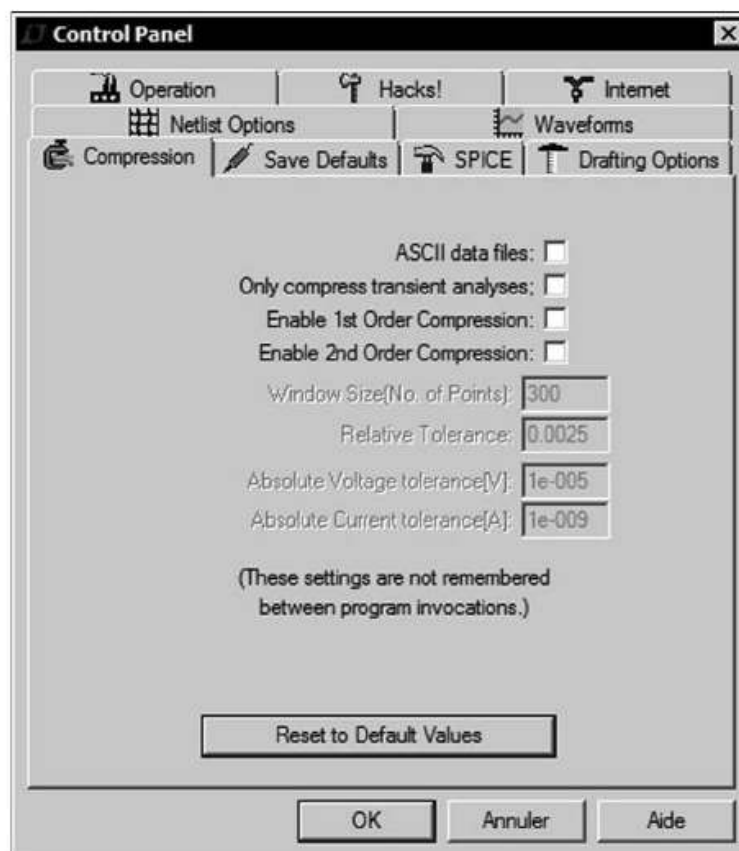 Control Panel
Operation Hacks! Internet
Netlist Options Waveforms
Compression Save Defaults SPICE Drafting Options
ASCII data files:
Only compress transient analyses:
Enable 1st Order Compression:
Enable 2nd Order Compression:
Window Size(No. of Points): 300
Relative Tolerance: 0.0025
Absolute Voltage tolerance[V]: 1e-005
Absolute Current tolerance[A]: 1e-009
(These settings are not remembered
between program invocations.)
Reset to Default Values
OK Annuler Aide